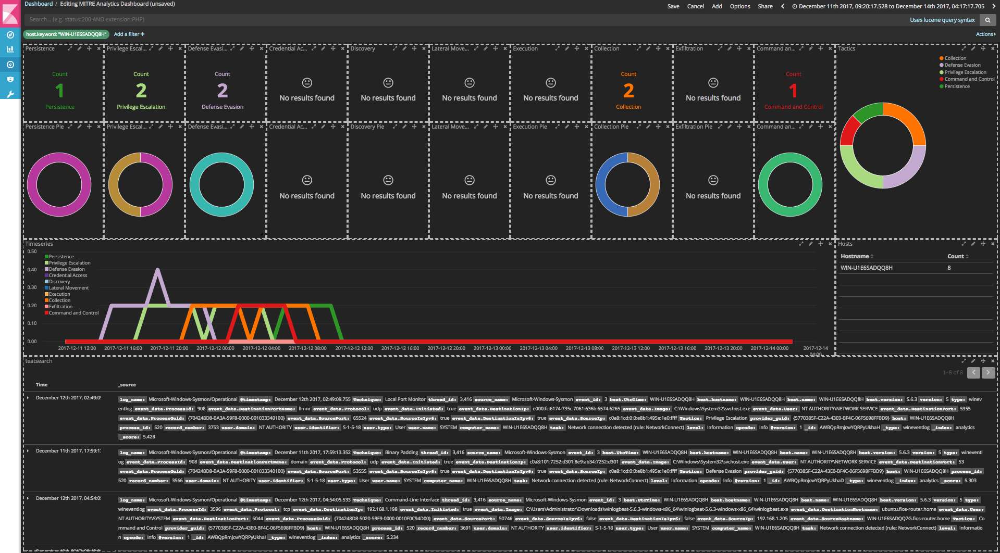 Dashboard / Editing MITRE Analytics Dashboard (unsaved)
Save Cancel Add Options Share December 11th 2017, 09:20:17.528 to December 14th 2017, 04:17:17.705
Search... (e.g. status:200 AND extension:PHP) Uses lucene query syntax
host.keyword: "WIN-U1E6SADQQ8H" Add a filter + Actions
Persistence Privilege Escal... Defense Evasi... Credential Ac... Discovery Lateral Move... Execution Collection Exfiltration Command an... Tactics
Collection
Defense Evasion
Privilege Escalation
Command and Control
Persistence
Count Count Count Count Count
1 2 2 No results found No results found No results found No results found 2 No results found 1
Persistence Privilege Escalation Defense Evasion Collection Command and Control
Persistence Pie Privilege Escal... Defense Evasi... Credential Ac... Discovery Pie Lateral Move... Execution Pie Collection Pie Exfiltration Pie Command an...
No results found No results found No results found No results found No results found
Timeseries
0.50
0.40
0.30
0.20
0.10
0.00
Persistence
Privilege Escalation
Defense Evasion
Credential Access
Discovery
Lateral Movement
Execution
Collection
Exfiltration
Command and Control
2017-12-11 12:00 2017-12-11 16:00 2017-12-11 20:00 2017-12-12 00:00 2017-12-12 04:00 2017-12-12 08:00 2017-12-12 12:00 2017-12-12 16:00 2017-12-12 20:00 2017-12-13 00:00 2017-12-13 04:00 2017-12-13 08:00 2017-12-13 12:00 2017-12-13 16:00 2017-12-13 20:00 2017-12-14 00:00 2017-12-14
04:00
Hosts
Hostname Count
WIN-U1E6SADQQ8H 8
teatsearch
1–8 of 8
Time _source
December 12th 2017, 02:49:0
log_name: Microsoft-Windows-Sysmon/Operational @timestamp: December 12th 2017, 02:49:09.755 Technique: Local Port Monitor thread_id: 3,416 source_name: Microsoft-Windows-Sysmon event_id: 3 beat.UtcTime: WIN-U1E6SADQQ8H beat.hostname: WIN-U1E6SADQQ8H beat.name: WIN-U1E6SADQQ8H beat.version: 5.6.3 version: 5 type: winev
entlog event_data.ProcessId: 908 event_data.DestinationPortName: llmnr event_data.Protocol: udp event_data.Initiated: true event_data.DestinationIp: e000:fc:6174:735c:7061:636b:6574:6265 event_data.Image: C:\Windows\System32\svchost.exe event_data.User: NT AUTHORITY\NETWORK SERVICE event_data.DestinationPort: 5355
event_data.ProcessGuid: {704248D8-BA3A-59F8-0000-001033340100} event_data.SourcePort: 65524 event_data.SourceIsIpv6: true event_data.DestinationIsIpv6: true event_data.SourceIp: c0a8:1cd:0:0:e8b1:495e:1e0:ffff Tactics: Privilege Escalation provider_guid: {5770385F-C22A-43E0-BF4C-06F5698FFBD9} host: WIN-U1E6SADQQ8H
process_id: 520 record_number: 3753 user.domain: NT AUTHORITY user.identifier: S-1-5-18 user.type: User user.name: SYSTEM computer_name: WIN-U1E6SADQQ8H task: Network connection detected (rule: NetworkConnect) level: Information opcode: Info @version: 1 _id: AWBQpRmjcwYQRPyUkhaH _type: wineventlog _index: analytics
_score: 5.428
December 11th 2017, 17:59:1
log_name: Microsoft-Windows-Sysmon/Operational @timestamp: December 11th 2017, 17:59:13.352 Technique: Binary Padding thread_id: 3,416 source_name: Microsoft-Windows-Sysmon event_id: 3 beat.UtcTime: WIN-U1E6SADQQ8H beat.hostname: WIN-U1E6SADQQ8H beat.name: WIN-U1E6SADQQ8H beat.version: 5.6.3 version: 5 type: wineventl
og event_data.ProcessId: 908 event_data.DestinationPortName: domain event_data.Protocol: udp event_data.Initiated: true event_data.DestinationIp: c0a8:101:7252:d301:8e9:ab34:7252:d301 event_data.Image: C:\Windows\System32\svchost.exe event_data.User: NT AUTHORITY\NETWORK SERVICE event_data.DestinationPort: 53
event_data.ProcessGuid: {704248D8-BA3A-59F8-0000-001033340100} event_data.SourcePort: 53555 event_data.SourceIsIpv6: true event_data.DestinationIsIpv6: true event_data.SourceIp: c0a8:1cd:0:0:e8b1:495e:1e0:ffff Tactics: Defense Evasion provider_guid: {5770385F-C22A-43E0-BF4C-06F5698FFBD9} host: WIN-U1E6SADQQ8H process_id:
520 record_number: 3566 user.domain: NT AUTHORITY user.identifier: S-1-5-18 user.type: User user.name: SYSTEM computer_name: WIN-U1E6SADQQ8H task: Network connection detected (rule: NetworkConnect) level: Information opcode: Info @version: 1 _id: AWBQpRmjcwYQRPyUkhaD _type: wineventlog _index: analytics _score: 5.303
December 12th 2017, 04:54:0
log_name: Microsoft-Windows-Sysmon/Operational @timestamp: December 12th 2017, 04:54:05.533 Technique: Command-Line Interface thread_id: 3,416 source_name: Microsoft-Windows-Sysmon event_id: 3 beat.UtcTime: WIN-U1E6SADQQ8H beat.hostname: WIN-U1E6SADQQ8H beat.name: WIN-U1E6SADQQ8H beat.version: 5.6.3 version: 5 type:
wineventlog event_data.ProcessId: 3596 event_data.Protocol: tcp event_data.DestinationIp: 192.168.1.198 event_data.Initiated: true event_data.Image: C:\Users\Administrator\Downloads\winlogbeat-5.6.3-windows-x86_64\winlogbeat-5.6.3-windows-x86_64\winlogbeat.exe event_data.DestinationHostname: ubuntu.fios-router.home event_data.User:
NT AUTHORITY\SYSTEM event_data.DestinationPort: 5044 event_data.ProcessGuid: {704248D8-5020-59F9-0000-0010F0C94D00} event_data.SourcePort: 50746 event_data.SourceIsIpv6: false event_data.DestinationIsIpv6: false event_data.SourceIp: 192.168.1.205 event_data.SourceHostname: WIN-U1E6SADQQ7G.fios-router.home Tactics: Co
mmand and Control provider_guid: {5770385F-C22A-43E0-BF4C-06F5698FFBD9} host: WIN-U1E6SADQQ8H process_id: 520 record_number: 3691 user.domain: NT AUTHORITY user.identifier: S-1-5-18 user.type: User user.name: SYSTEM computer_name: WIN-U1E6SADQQ8H task: Network connection detected (rule: NetworkConnect) level: Informatio
n opcode: Info @version: 1 _id: AWBQpRmjcwYQRPyUkhaI _type: wineventlog _index: analytics _score: 5.234